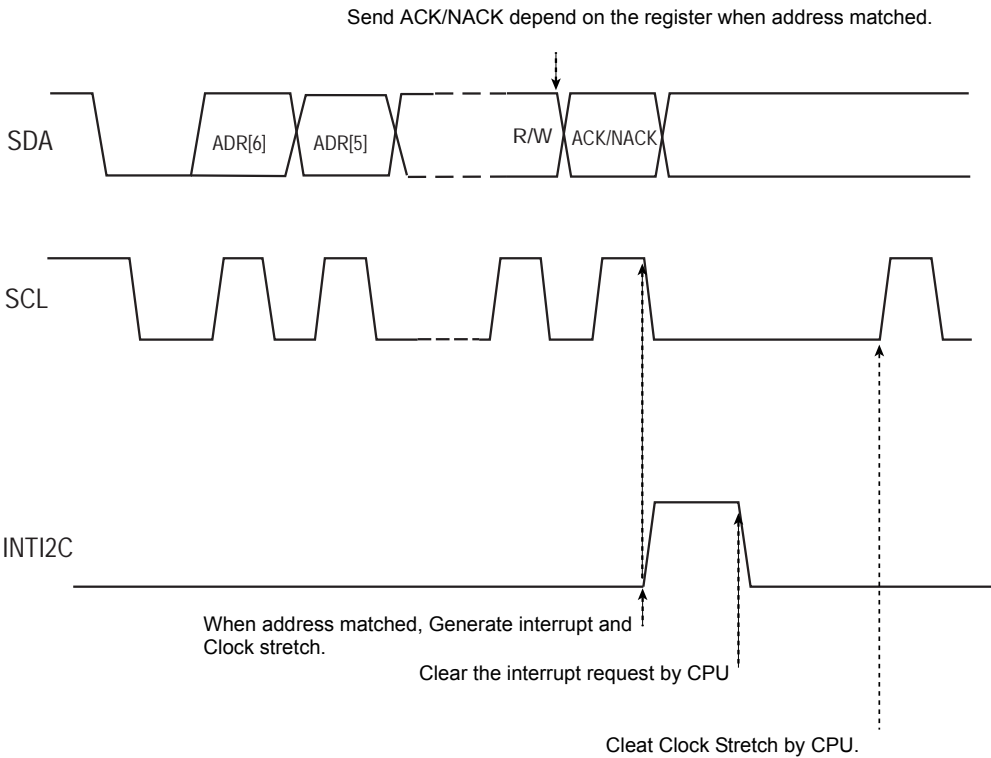 Send ACK/NACK depend on the register when address matched.
SDA
ADR[6]
ADR[5]
R/W
ACK/NACK
SCL
INTI2C
When address matched, Generate interrupt and
Clock stretch.
Clear the interrupt request by CPU
Cleat Clock Stretch by CPU.